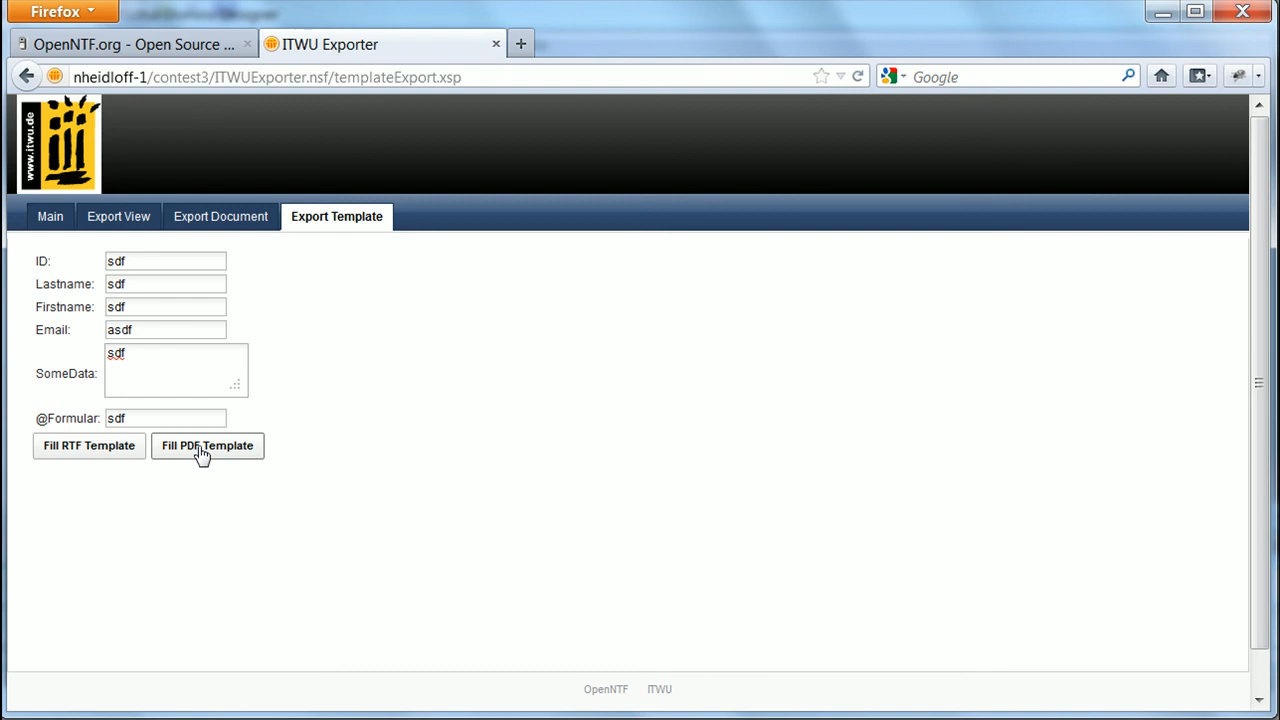 Firefox
OpenNTF.org - Open Source ...
ITWU Exporter
nheidloff-1/contest3/ITWUExporter.nsf/templateExport.xsp
Google
www.itwu.de
Main
Export View
Export Document
Export Template
ID: sdf
Lastname: sdf
Firstname: sdf
Email: asdf
SomeData: sdf
@Formular: sdf
Fill RTF Template
Fill PDF Template
OpenNTF
ITWU